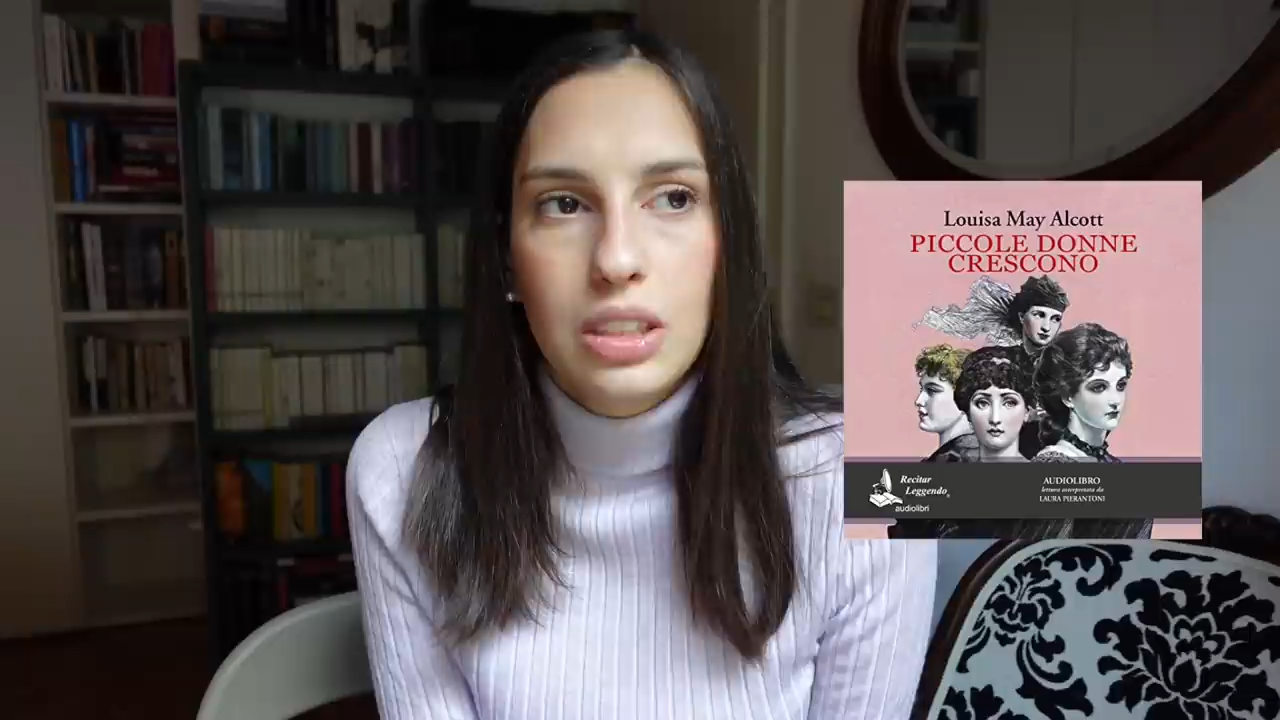 Louisa May Alcott
PICCOLE DONNE
CRESCONO
Recitar
Leggendo
audiolibri
AUDIOLIBRO
lettura interpretata da
LAURA PIERANTONI